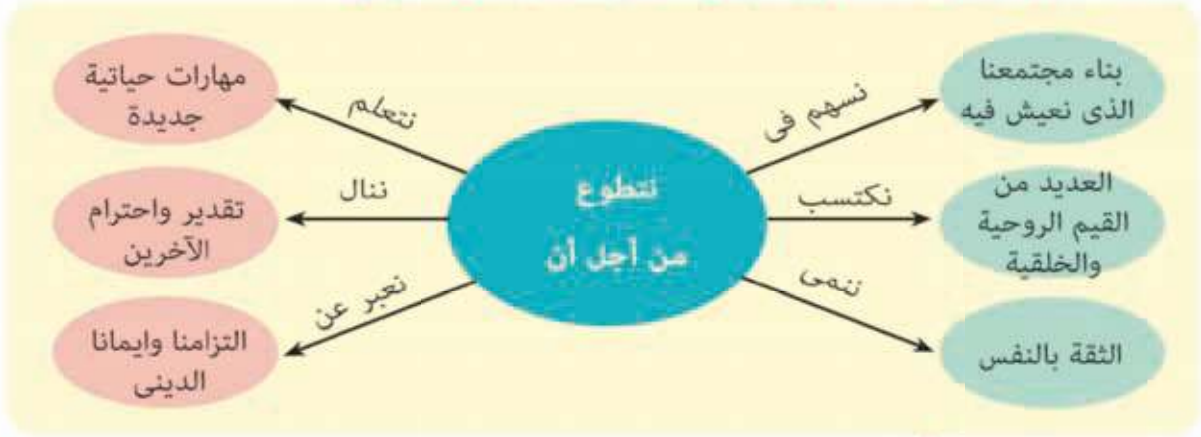 نتطوع
من أجل أن
نسهم فى
بناء مجتمعنا
الذى نعيش فيه
نكتسب
العديد من
القيم الروحية
والخلقية
ننمى
الثقة بالنفس
نتعلم
مهارات حياتية
جديدة
ننال
تقدير واحترام
الآخرين
نعبر عن
التزامنا وايمانا
الدينى